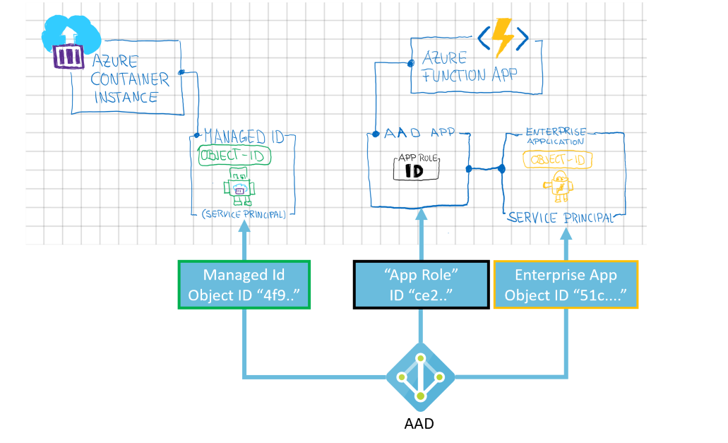 AZURE
CONTAINER
INSTANCE
AZURE
FUNCTION APP
MANAGED ID
OBJECT-ID
(SERVICE PRINCIPAL)
AAD APP
APP ROLE
ID
ENTERPRISE
APPLICATION
OBJECT-ID
SERVICE PRINCIPAL
Managed Id
Object ID “4f9..”
“App Role”
ID “ce2..”
Enterprise App
Object ID “51c....”
AAD